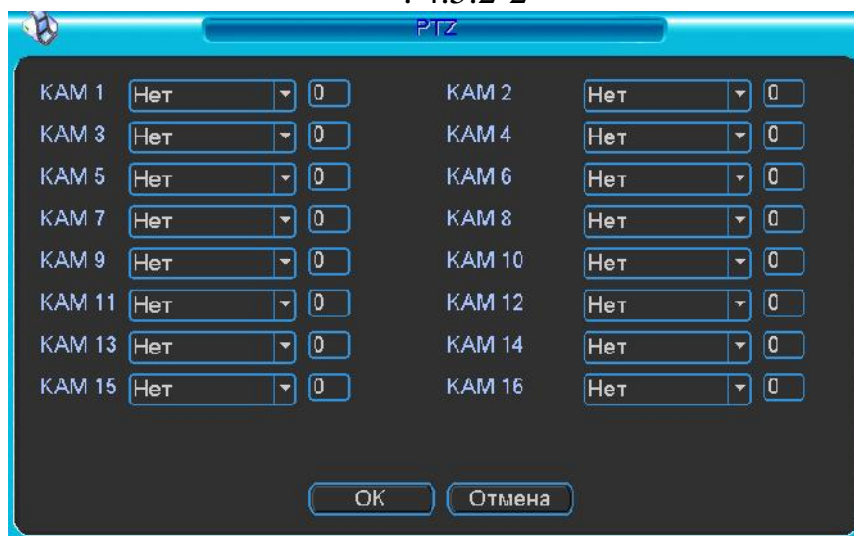 PTZ
КАМ 1 Нет 0 КАМ 2 Нет 0
КАМ 3 Нет 0 КАМ 4 Нет 0
КАМ 5 Нет 0 КАМ 6 Нет 0
КАМ 7 Нет 0 КАМ 8 Нет 0
КАМ 9 Нет 0 КАМ 10 Нет 0
КАМ 11 Нет 0 КАМ 12 Нет 0
КАМ 13 Нет 0 КАМ 14 Нет 0
КАМ 15 Нет 0 КАМ 16 Нет 0
ОК Отмена